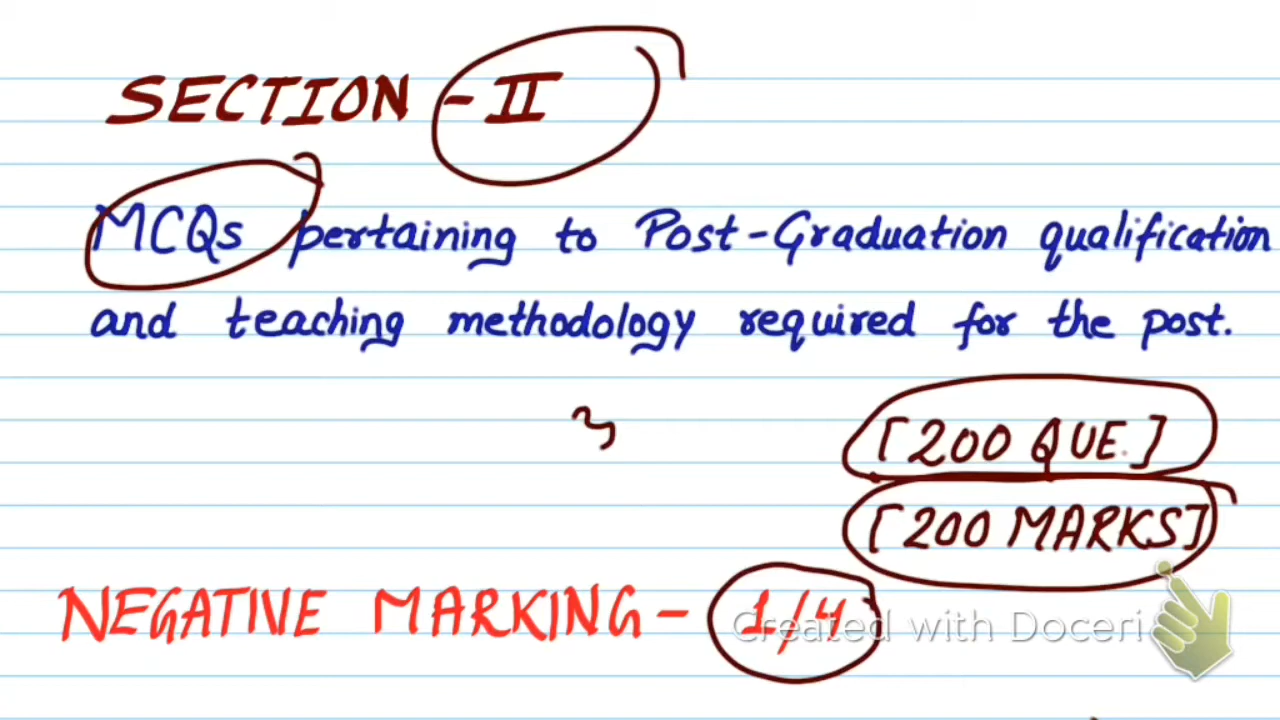 SECTION - II
MCQs pertaining to Post-Graduation qualification
and teaching methodology required for the post.
[200 QUE.]
[200 MARKS]
NEGATIVE MARKING - 1/4
Created with Doceri